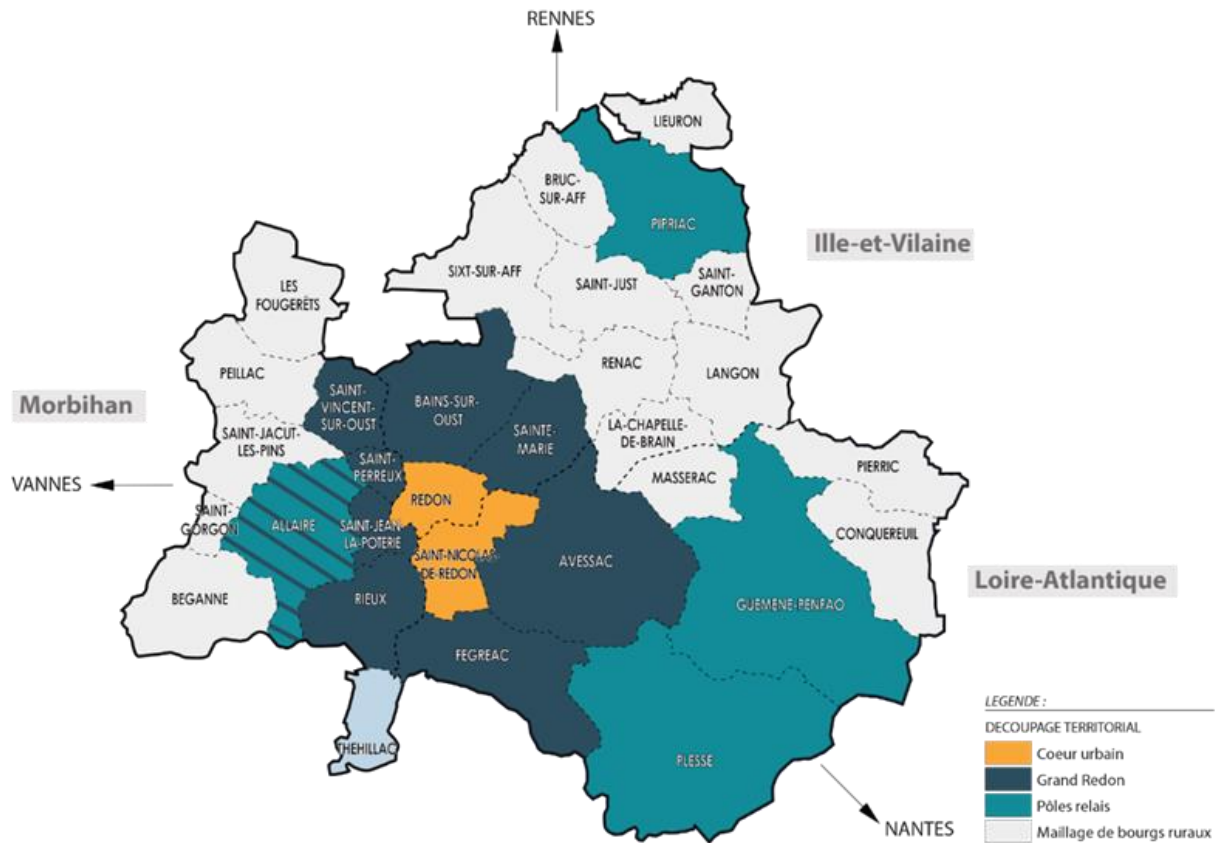 RENNES
LIEURON
BRUC-
SUR-AFF
PIPRIAC
Ille-et-Vilaine
SIXT-SUR-AFF
SAINT-JUST
SAINT-
GANTON
LES
FOUGERÊTS
RENAC
LANGON
PEILLAC
SAINT-
VINCENT-
SUR-OUST
BAINS-SUR-
OUST
Morbihan
SAINTE-
MARIE
LA-CHAPELLE-
DE-BRAIN
SAINT-JACUT-
LES-PINS
SAINT-
PERREUX
MASSERAC
PIERRIC
VANNES
REDON
SAINT-
GORGON
ALLAIRE
SAINT-JEAN-
LA-POTERIE
CONQUEREUIL
SAINT-NICOLAS-
DE-REDON
AVESSAC
Loire-Atlantique
BEGANNE
RIEUX
GUEMENE-PENFAO
FEGREAC
THEHILLAC
PLESSE
NANTES
LEGENDE :
DECOUPAGE TERRITORIAL
Coeur urbain
Grand Redon
Pôles relais
Maillage de bourgs ruraux